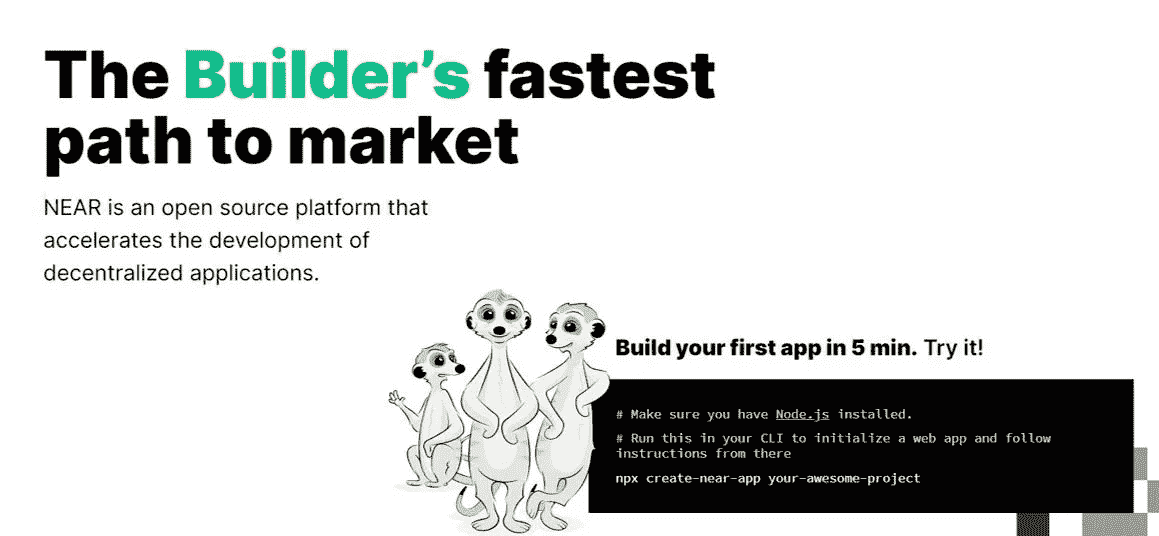 The Builder’s fastest
path to market
NEAR is an open source platform that
accelerates the development of
decentralized applications.
Build your first app in 5 min. Try it!
# Make sure you have Node.js installed.
# Run this in your CLI to initialize a web app and follow
instructions from there
npx create-near-app your-awesome-project